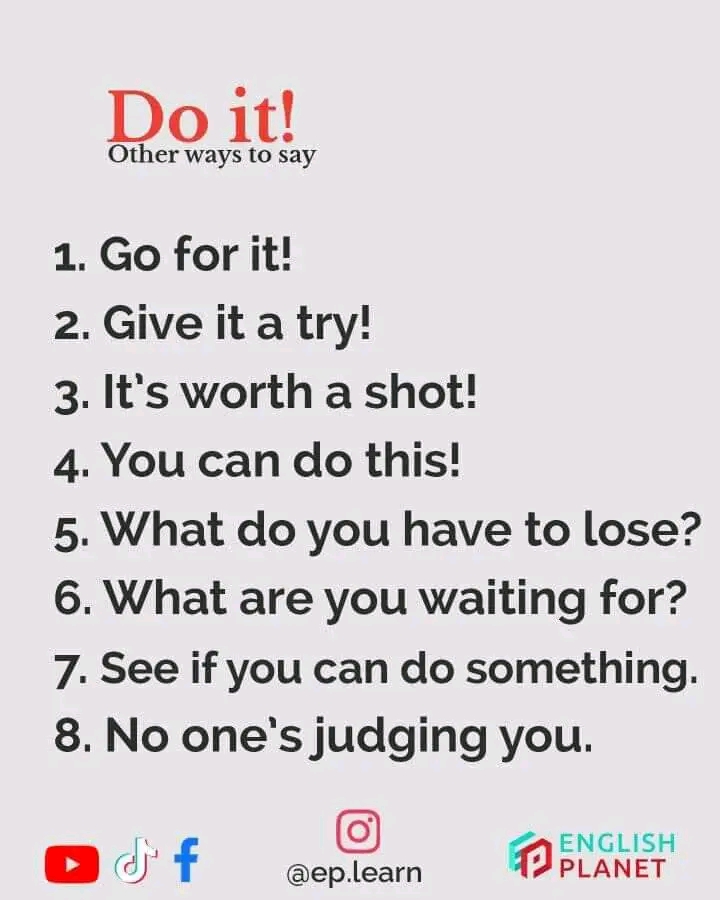 Do it!
Other ways to say
1. Go for it!
2. Give it a try!
3. It's worth a shot!
4. You can do this!
5. What do you have to lose?
6. What are you waiting for?
7. See if you can do something.
8. No one's judging you.
@ep.learn
ENGLISH
PLANET